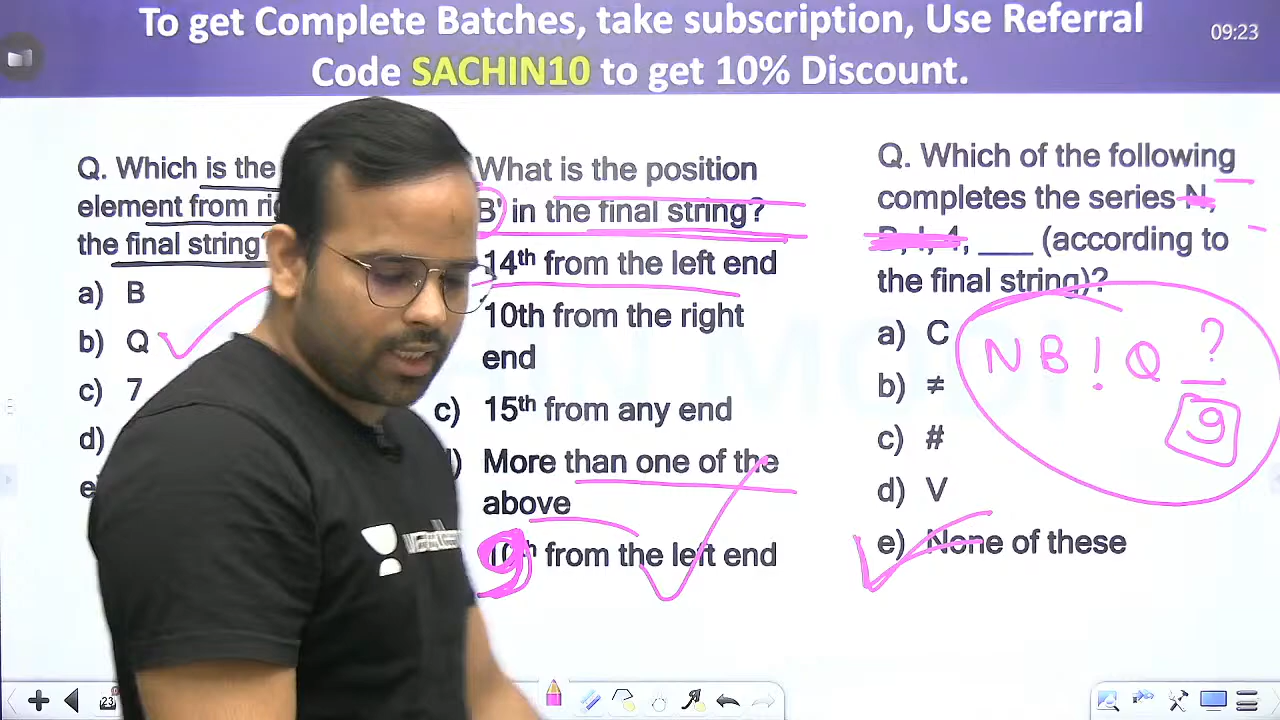 To get Complete Batches, take subscription, Use Referral
Code SACHIN10 to get 10% Discount.
09:23
Q. Which is the
element from
the final string
a) B
b) Q
c) 7
d)
e
What is the position
B' in the final string?
14th from the left end
10th from the right
end
c) 15th from any end
) More than one of the
above
9 from the left end
Q. Which of the following
completes the series N,
B, !, 4, ____ (according to
the final string)?
a) C
b) ≠
c) #
d) V
e) None of these
N B ! Q ?
9
23